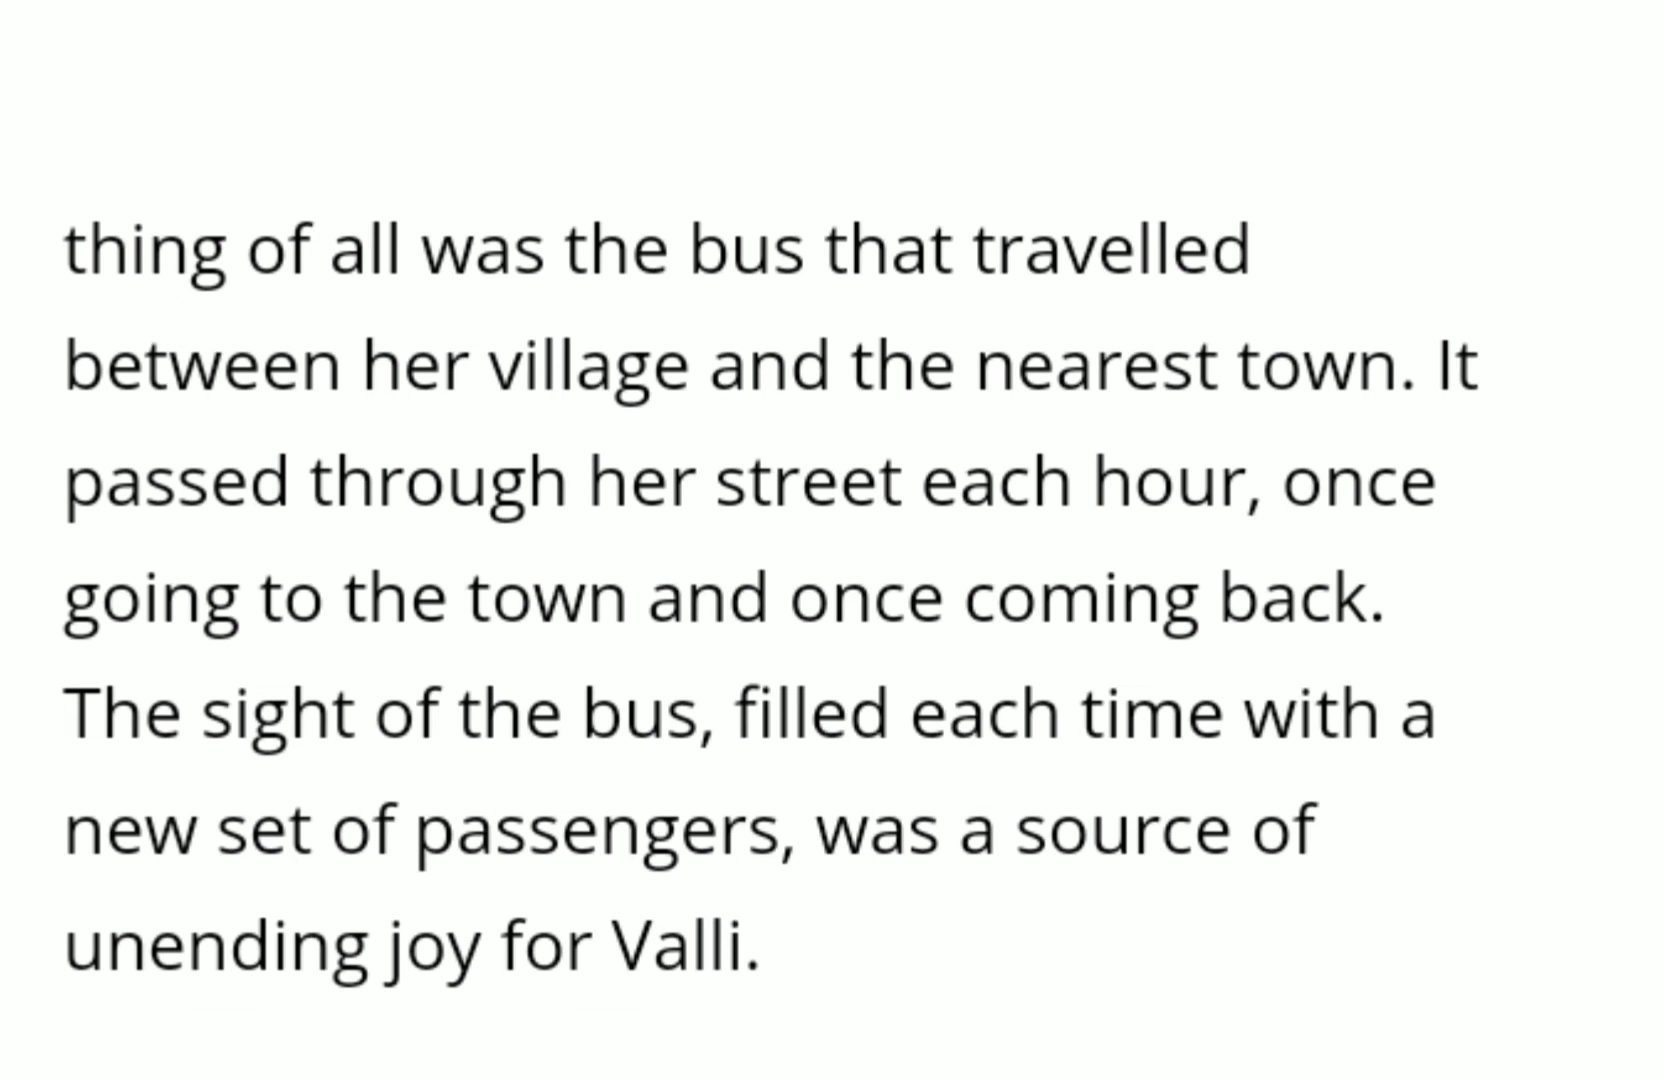 thing of all was the bus that travelled
between her village and the nearest town. It
passed through her street each hour, once
going to the town and once coming back.
The sight of the bus, filled each time with a
new set of passengers, was a source of
unending joy for Valli.